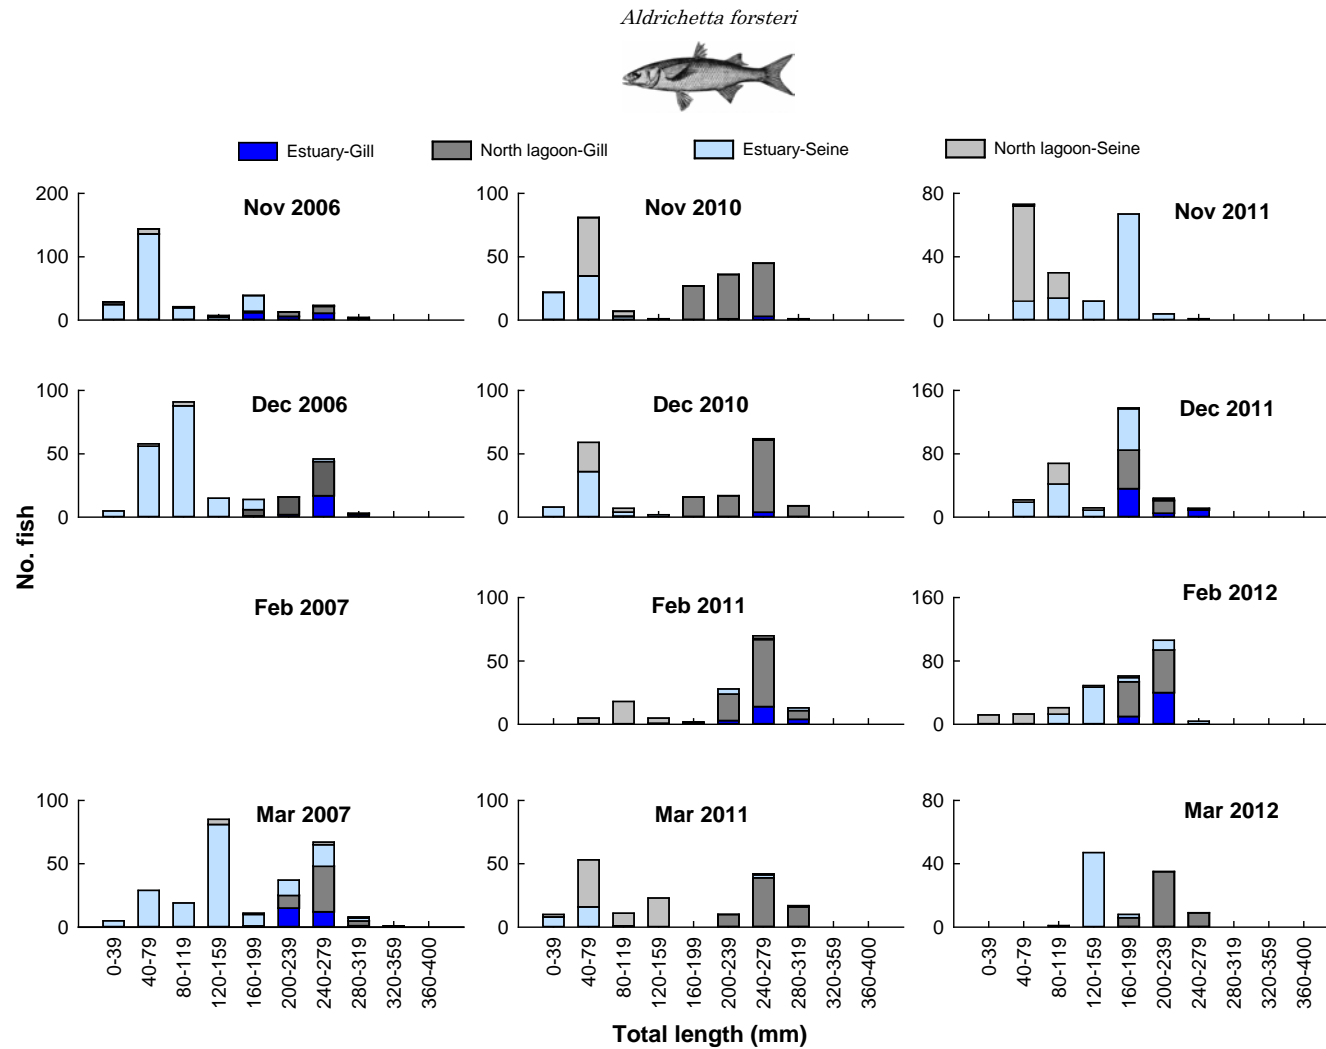 Aldrichetta forsteri
Estuary-Gill North lagoon-Gill Estuary-Seine North lagoon-Seine
No. fish
Nov 2006
200
100
0
Nov 2010
100
50
0
Nov 2011
80
40
0
Dec 2006
100
50
0
Dec 2010
100
50
0
Dec 2011
160
80
0
Feb 2007
Feb 2011
100
50
0
Feb 2012
160
80
0
Mar 2007
100
50
0
0-39 40-79 80-119 120-159 160-199 200-239 240-279 280-319 320-359 360-400
Mar 2011
100
50
0
0-39 40-79 80-119 120-159 160-199 200-239 240-279 280-319 320-359 360-400
Mar 2012
80
40
0
0-39 40-79 80-119 120-159 160-199 200-239 240-279 280-319 320-359 360-400
Total length (mm)